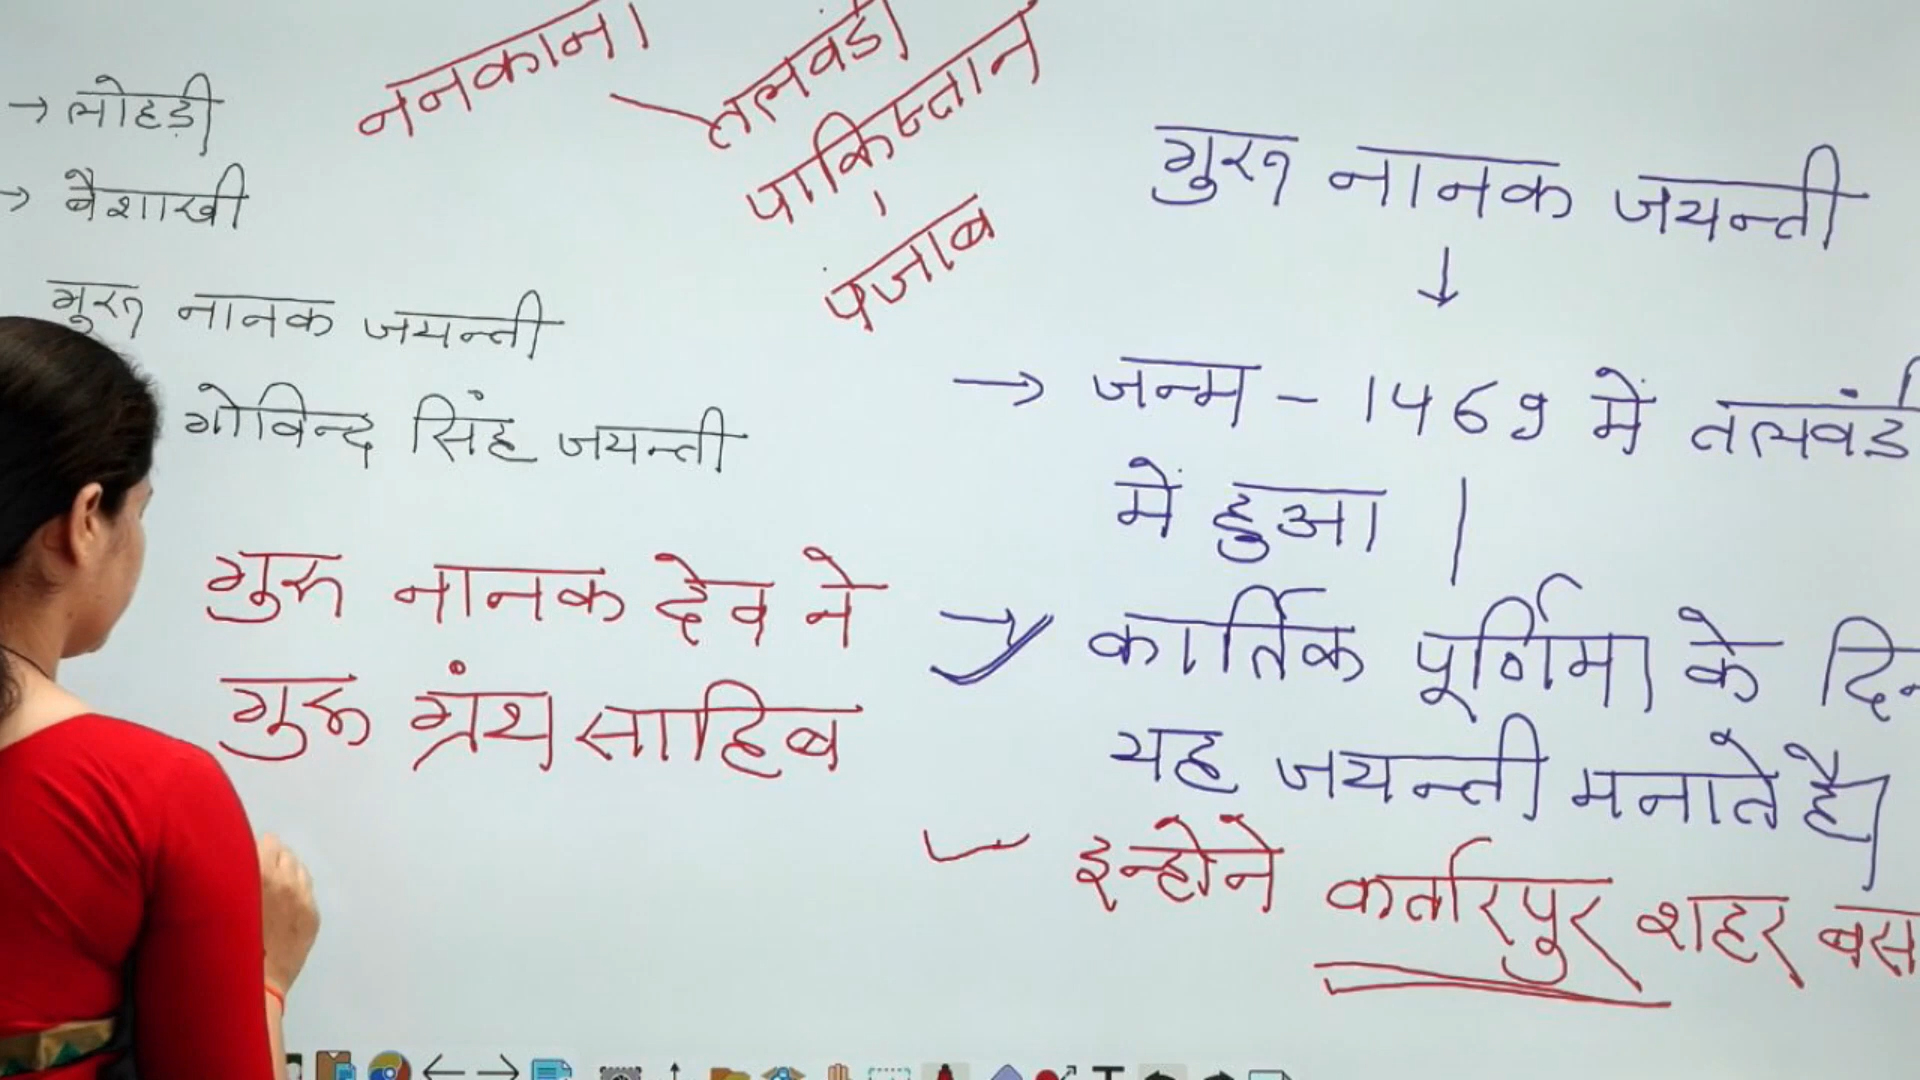 → लोहड़ी
→ बैशाखी
गुरु नानक जयन्ती
गोविन्द सिंह जयन्ती
ननकाना
तलवंडी
पाकिस्तान
पंजाब
गुरु नानक देव ने
गुरु ग्रंथ साहिब
गुरु नानक जयन्ती
↓
→ जन्म - 1469 में तलवंड
में हुआ |
→ कार्तिक पूर्णिमा के दिन
यह जयन्ती मनाते है।
इन्होने कर्तारपुर शहर बस